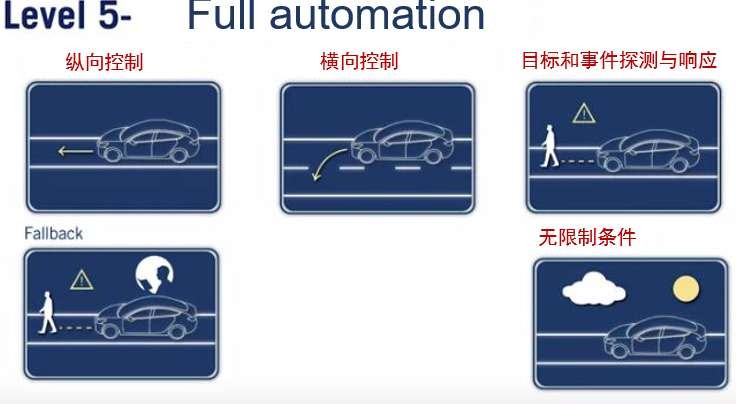 Level 5- Full automation
纵向控制
横向控制
目标和事件探测与响应
Fallback
无限制条件